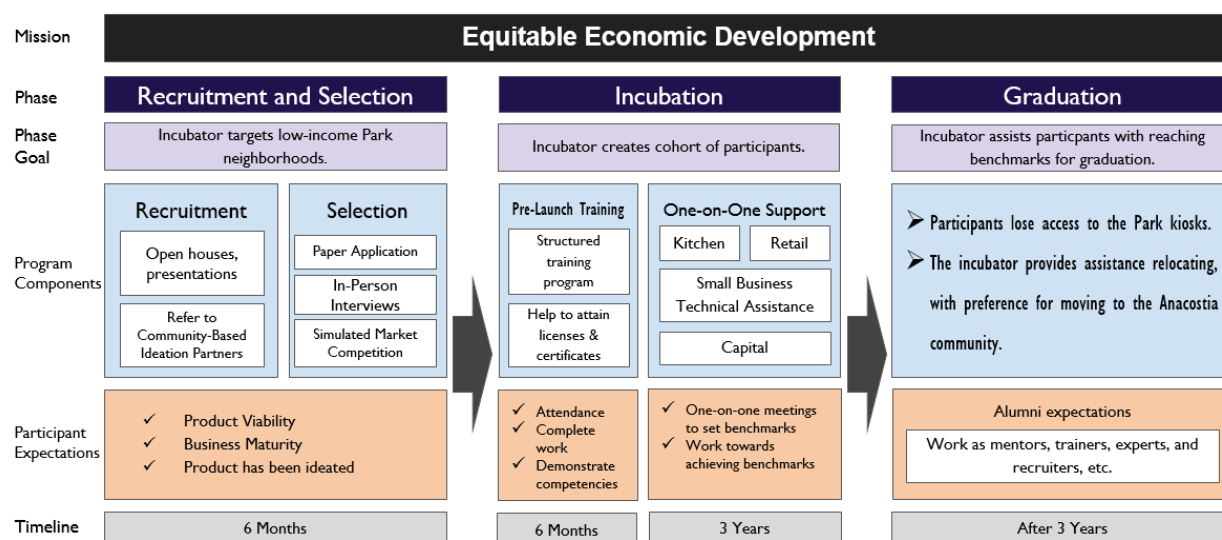 Mission
Equitable Economic Development
Phase
Recruitment and Selection
Incubation
Graduation
Phase
Goal
Incubator targets low-income Park
neighborhoods.
Incubator creates cohort of participants.
Incubator assists particpants with reaching
benchmarks for graduation.
Program
Components
Recruitment
Open houses,
presentations
Refer to
Community-Based
Ideation Partners
Selection
Paper Application
In-Person
Interviews
Simulated Market
Competition
Pre-Launch Training
Structured
training
program
Help to attain
licenses &
certificates
One-on-One Support
Kitchen
Retail
Small Business
Technical Assistance
Capital
➢ Participants lose access to the Park kiosks.
➢ The incubator provides assistance relocating,
with preference for moving to the Anacostia
community.
Participant
Expectations
✓ Product Viability
✓ Business Maturity
✓ Product has been ideated
✓ Attendance
✓ Complete
work
✓ Demonstrate
competencies
✓ One-on-one meetings
to set benchmarks
✓ Work towards
achieving benchmarks
Alumni expectations
Work as mentors, trainers, experts, and
recruiters, etc.
Timeline
6 Months
6 Months
3 Years
After 3 Years